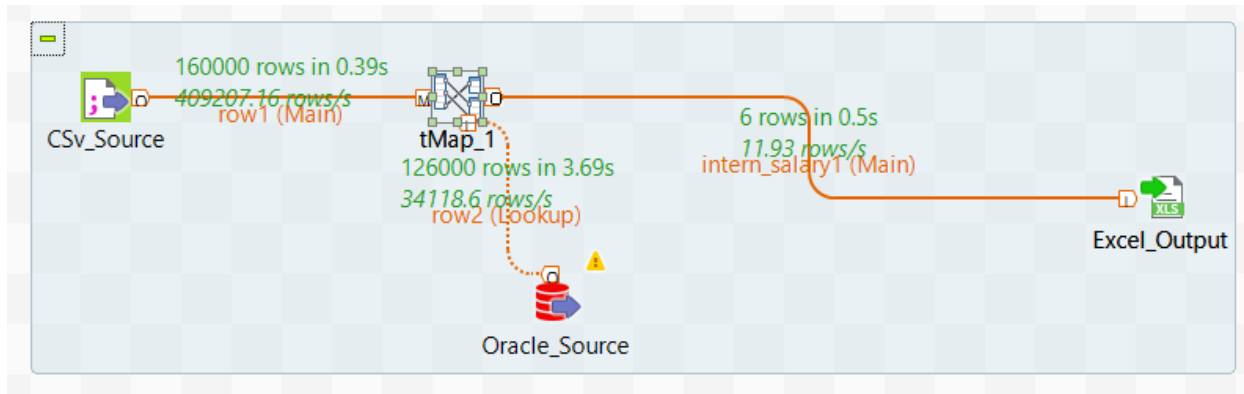 160000 rows in 0.39s
409207.16 rows/s
row1 (Main)
CSv_Source
tMap_1
6 rows in 0.5s
11.93 rows/s
intern_salary1 (Main)
126000 rows in 3.69s
34118.6 rows/s
row2 (Lookup)
XLS
Excel_Output
Oracle_Source